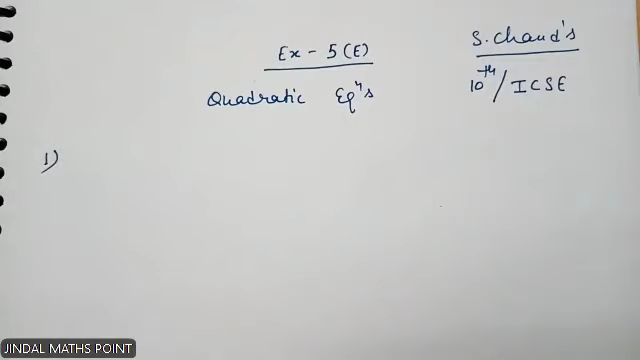 Ex - 5 (E)
S. Chand's
Quadratic Eqns
10th / ICSE
1)
JINDAL MATHS POINT